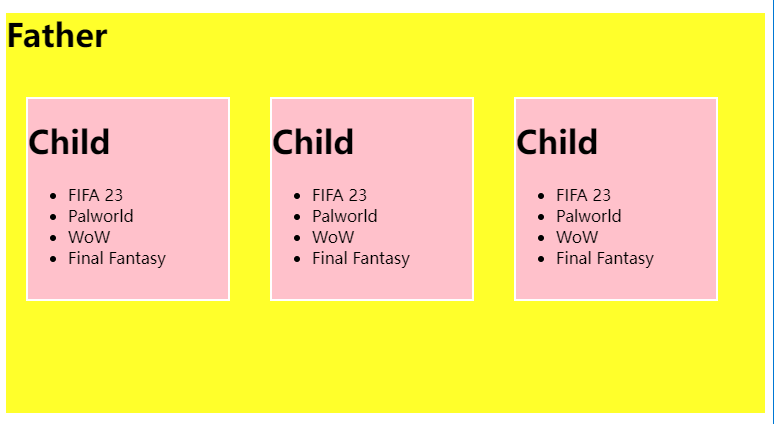 Father
Child
FIFA 23
Palworld
WoW
Final Fantasy
Child
FIFA 23
Palworld
WoW
Final Fantasy
Child
FIFA 23
Palworld
WoW
Final Fantasy